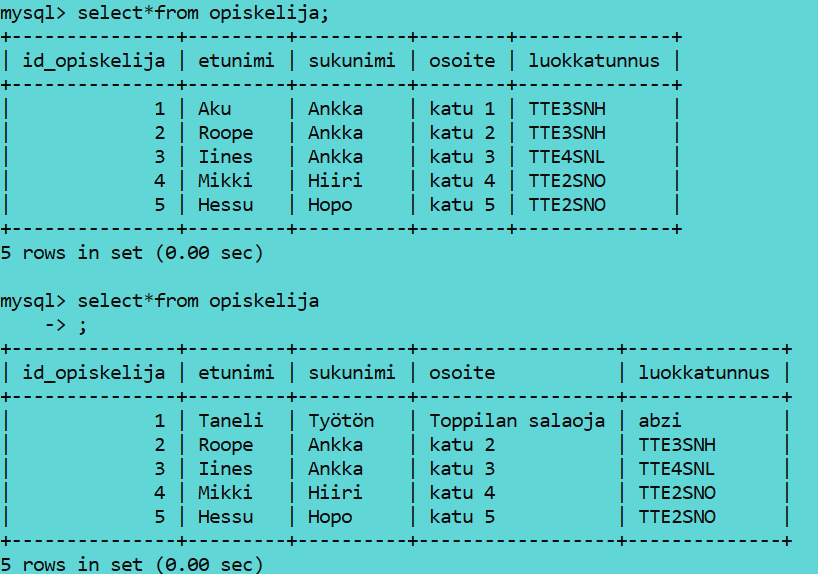 mysql> select*from opiskelija;
+---------------+----------+----------+--------+--------------+
| id_opiskelija | etunimi | sukunimi | osoite | luokkatunnus |
+---------------+----------+----------+--------+--------------+
|             1 | Aku     | Ankka    | katu 1 | TTE3SNH      |
|             2 | Roope   | Ankka    | katu 2 | TTE3SNH      |
|             3 | Iines   | Ankka    | katu 3 | TTE4SNL      |
|             4 | Mikki   | Hiiri    | katu 4 | TTE2SNO      |
|             5 | Hessu   | Hopo     | katu 5 | TTE2SNO      |
+---------------+---------+----------+--------+--------------+
5 rows in set (0.00 sec)
mysql> select*from opiskelija
    -> ;
+---------------+---------+----------+-------------------+--------------+
| id_opiskelija | etunimi | sukunimi | osoite            | luokkatunnus |
+---------------+---------+----------+-------------------+--------------+
|             1 | Taneli  | Työtön   | Toppilan salaoja  | abzi         |
|             2 | Roope   | Ankka    | katu 2            | TTE3SNH      |
|             3 | Iines   | Ankka    | katu 3            | TTE4SNL      |
|             4 | Mikki   | Hiiri    | katu 4            | TTE2SNO      |
|             5 | Hessu   | Hopo     | katu 5            | TTE2SNO      |
+---------------+---------+----------+-------------------+--------------+
5 rows in set (0.00 sec)